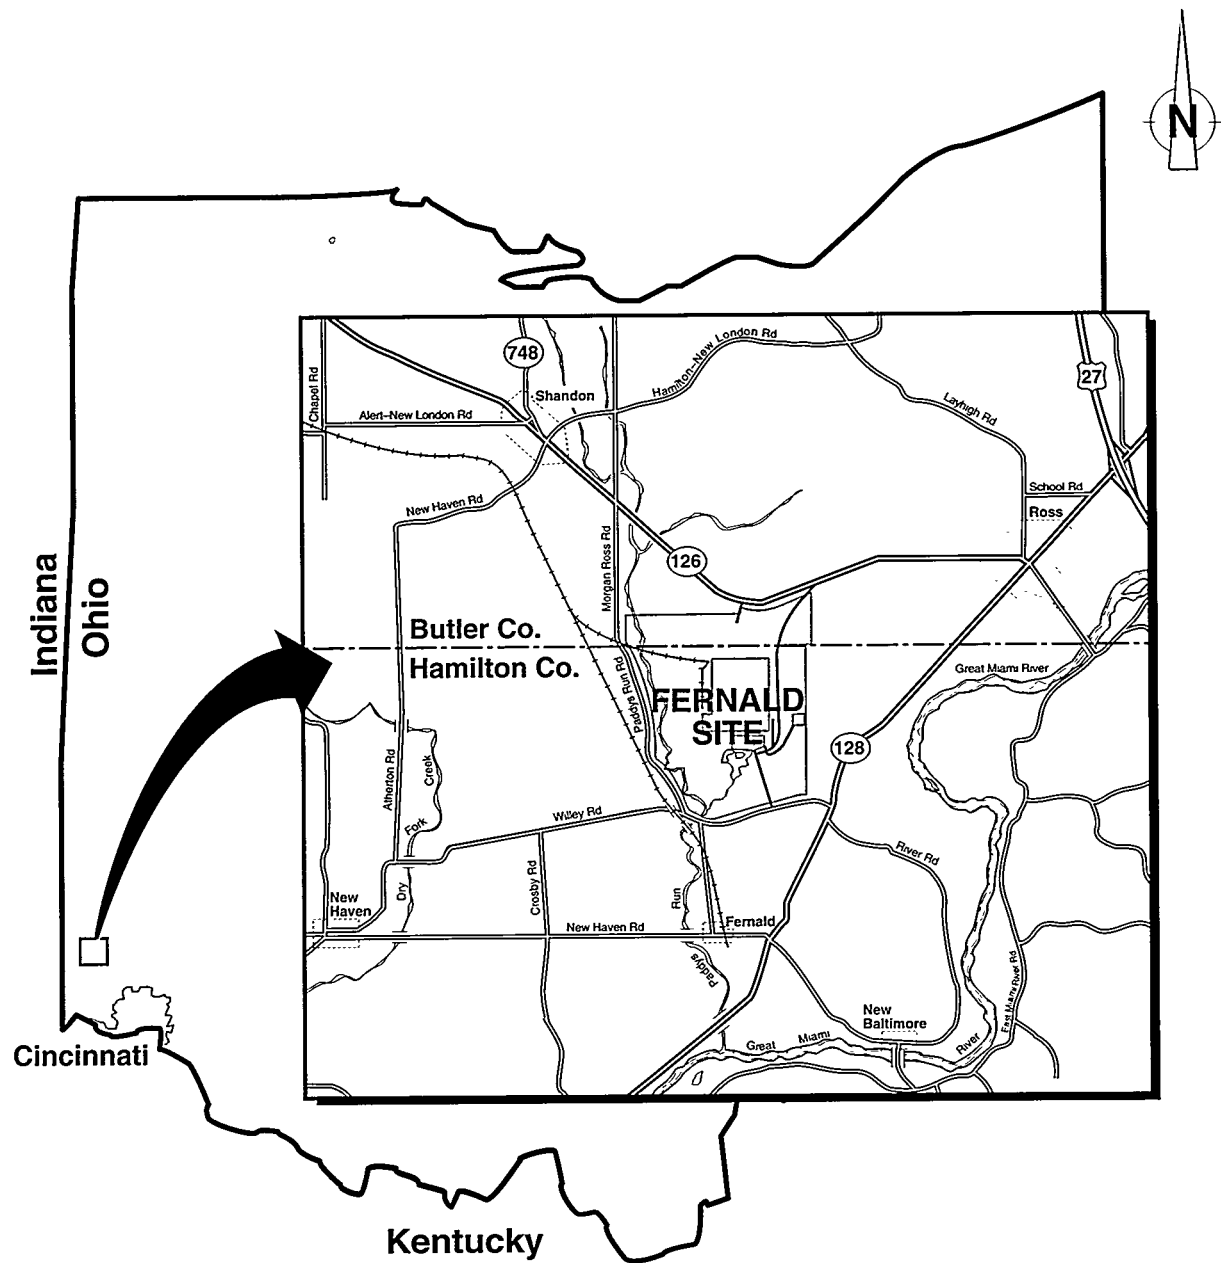 N
748
Shandon
Hamilton–New London Rd
27
Chapel Rd
Alert–New London Rd
Layhigh Rd
School Rd
Ross
New Haven Rd
Morgan Ross Rd
126
Indiana
Ohio
Butler Co.
Hamilton Co.
Great Miami River
Paddys Run Rd
FERNALD
SITE
128
Atherton Rd
Creek
Fork
Dry
Willey Rd
River Rd
Crosby Rd
New
Haven
Run
Paddys
New Haven Rd
Fernald
East Miami River Rd
New
Baltimore
Great Miami River
Cincinnati
Kentucky